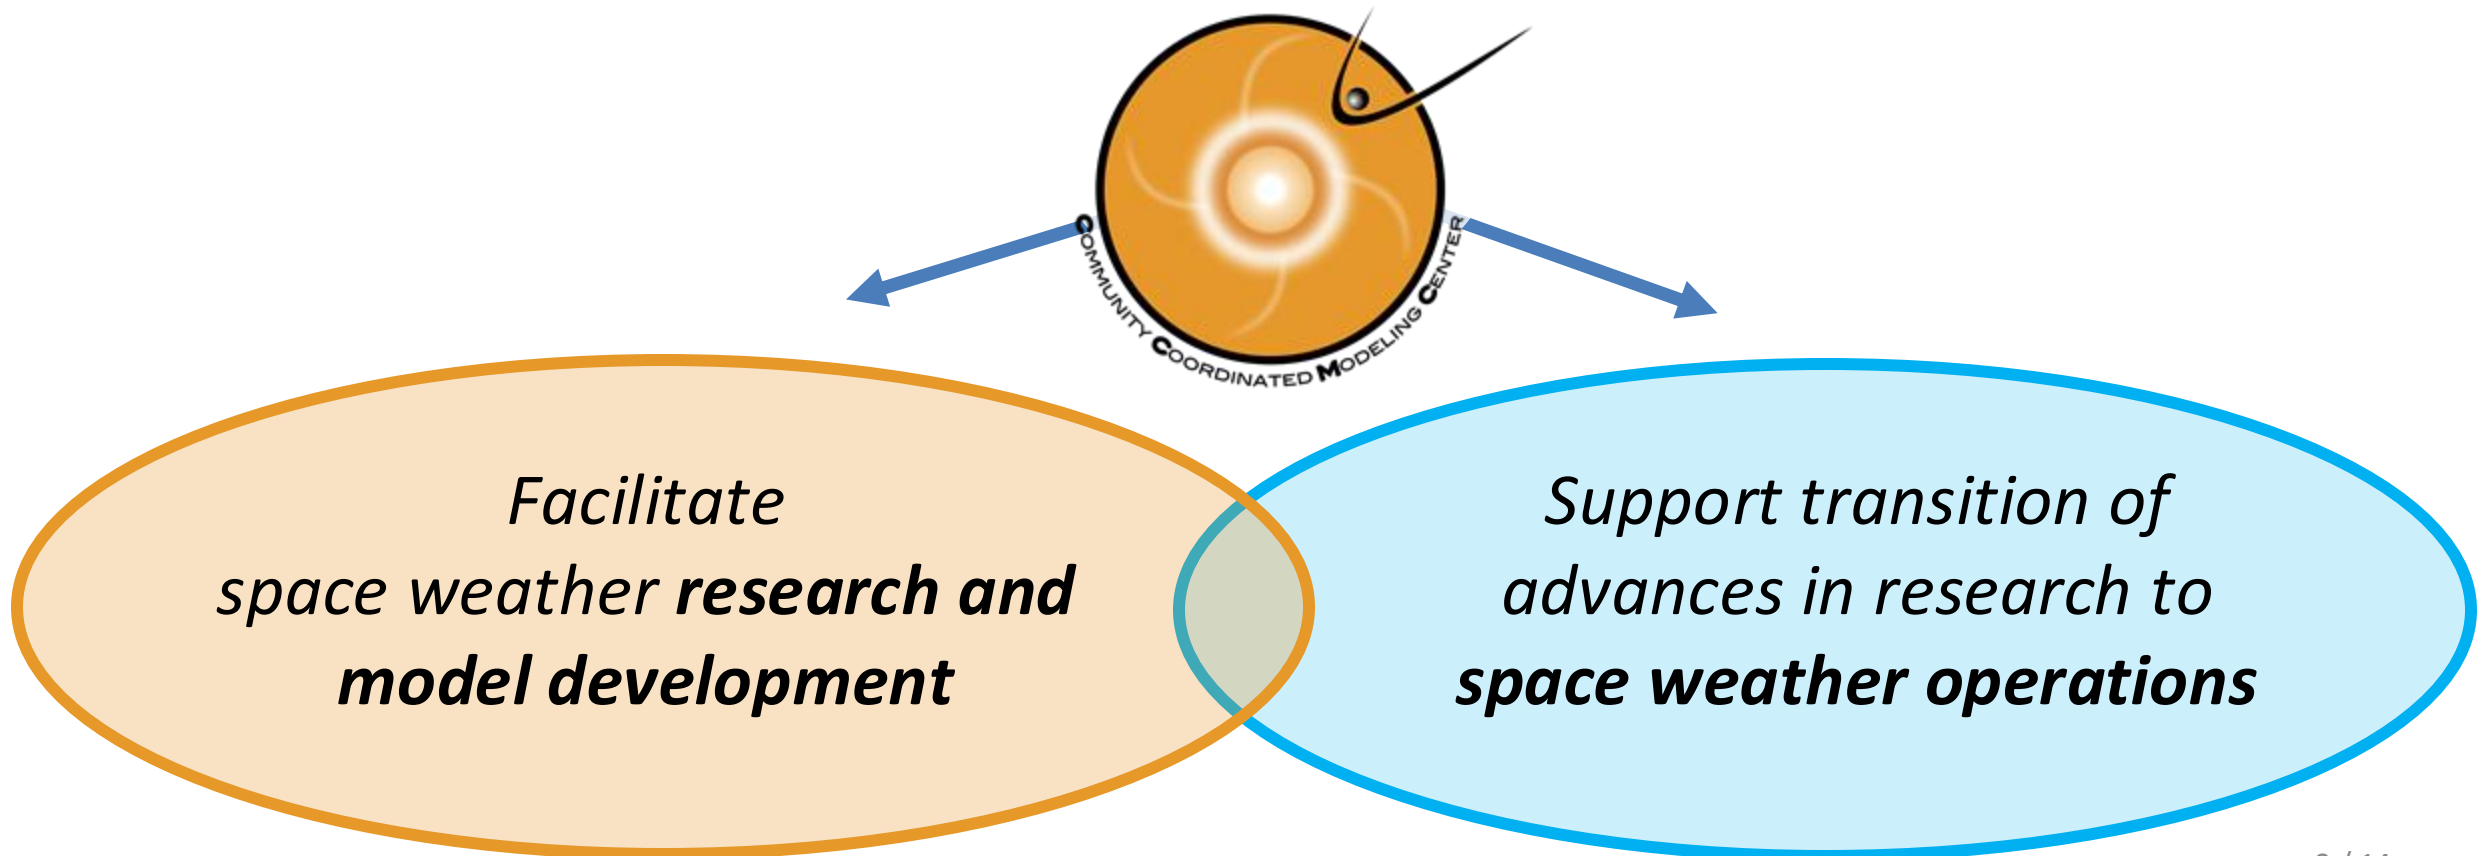 COMMUNITY COORDINATED MODELING CENTER
Facilitate
space weather research and
model development
Support transition of
advances in research to
space weather operations